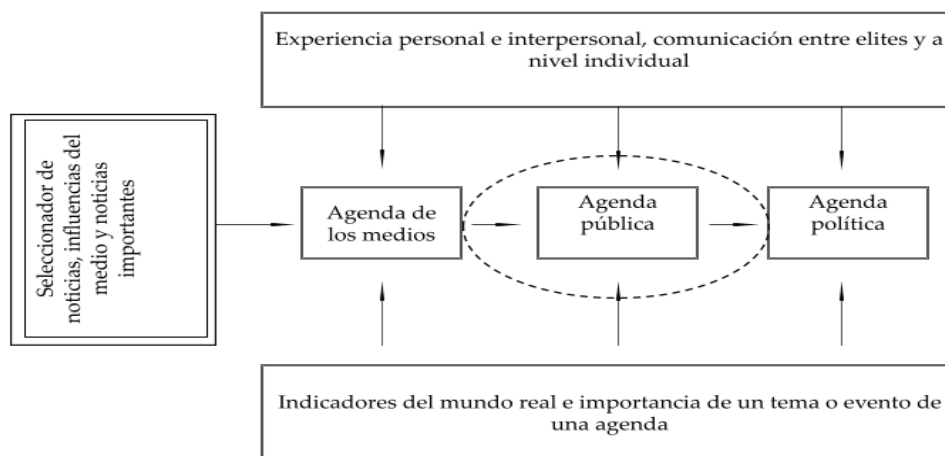 Experiencia personal e interpersonal, comunicación entre elites y a
nivel individual
Seleccionador de
noticias, influencias del
medio y noticias
importantes
Agenda de
los medios
Agenda
pública
Agenda
política
Indicadores del mundo real e importancia de un tema o evento de
una agenda